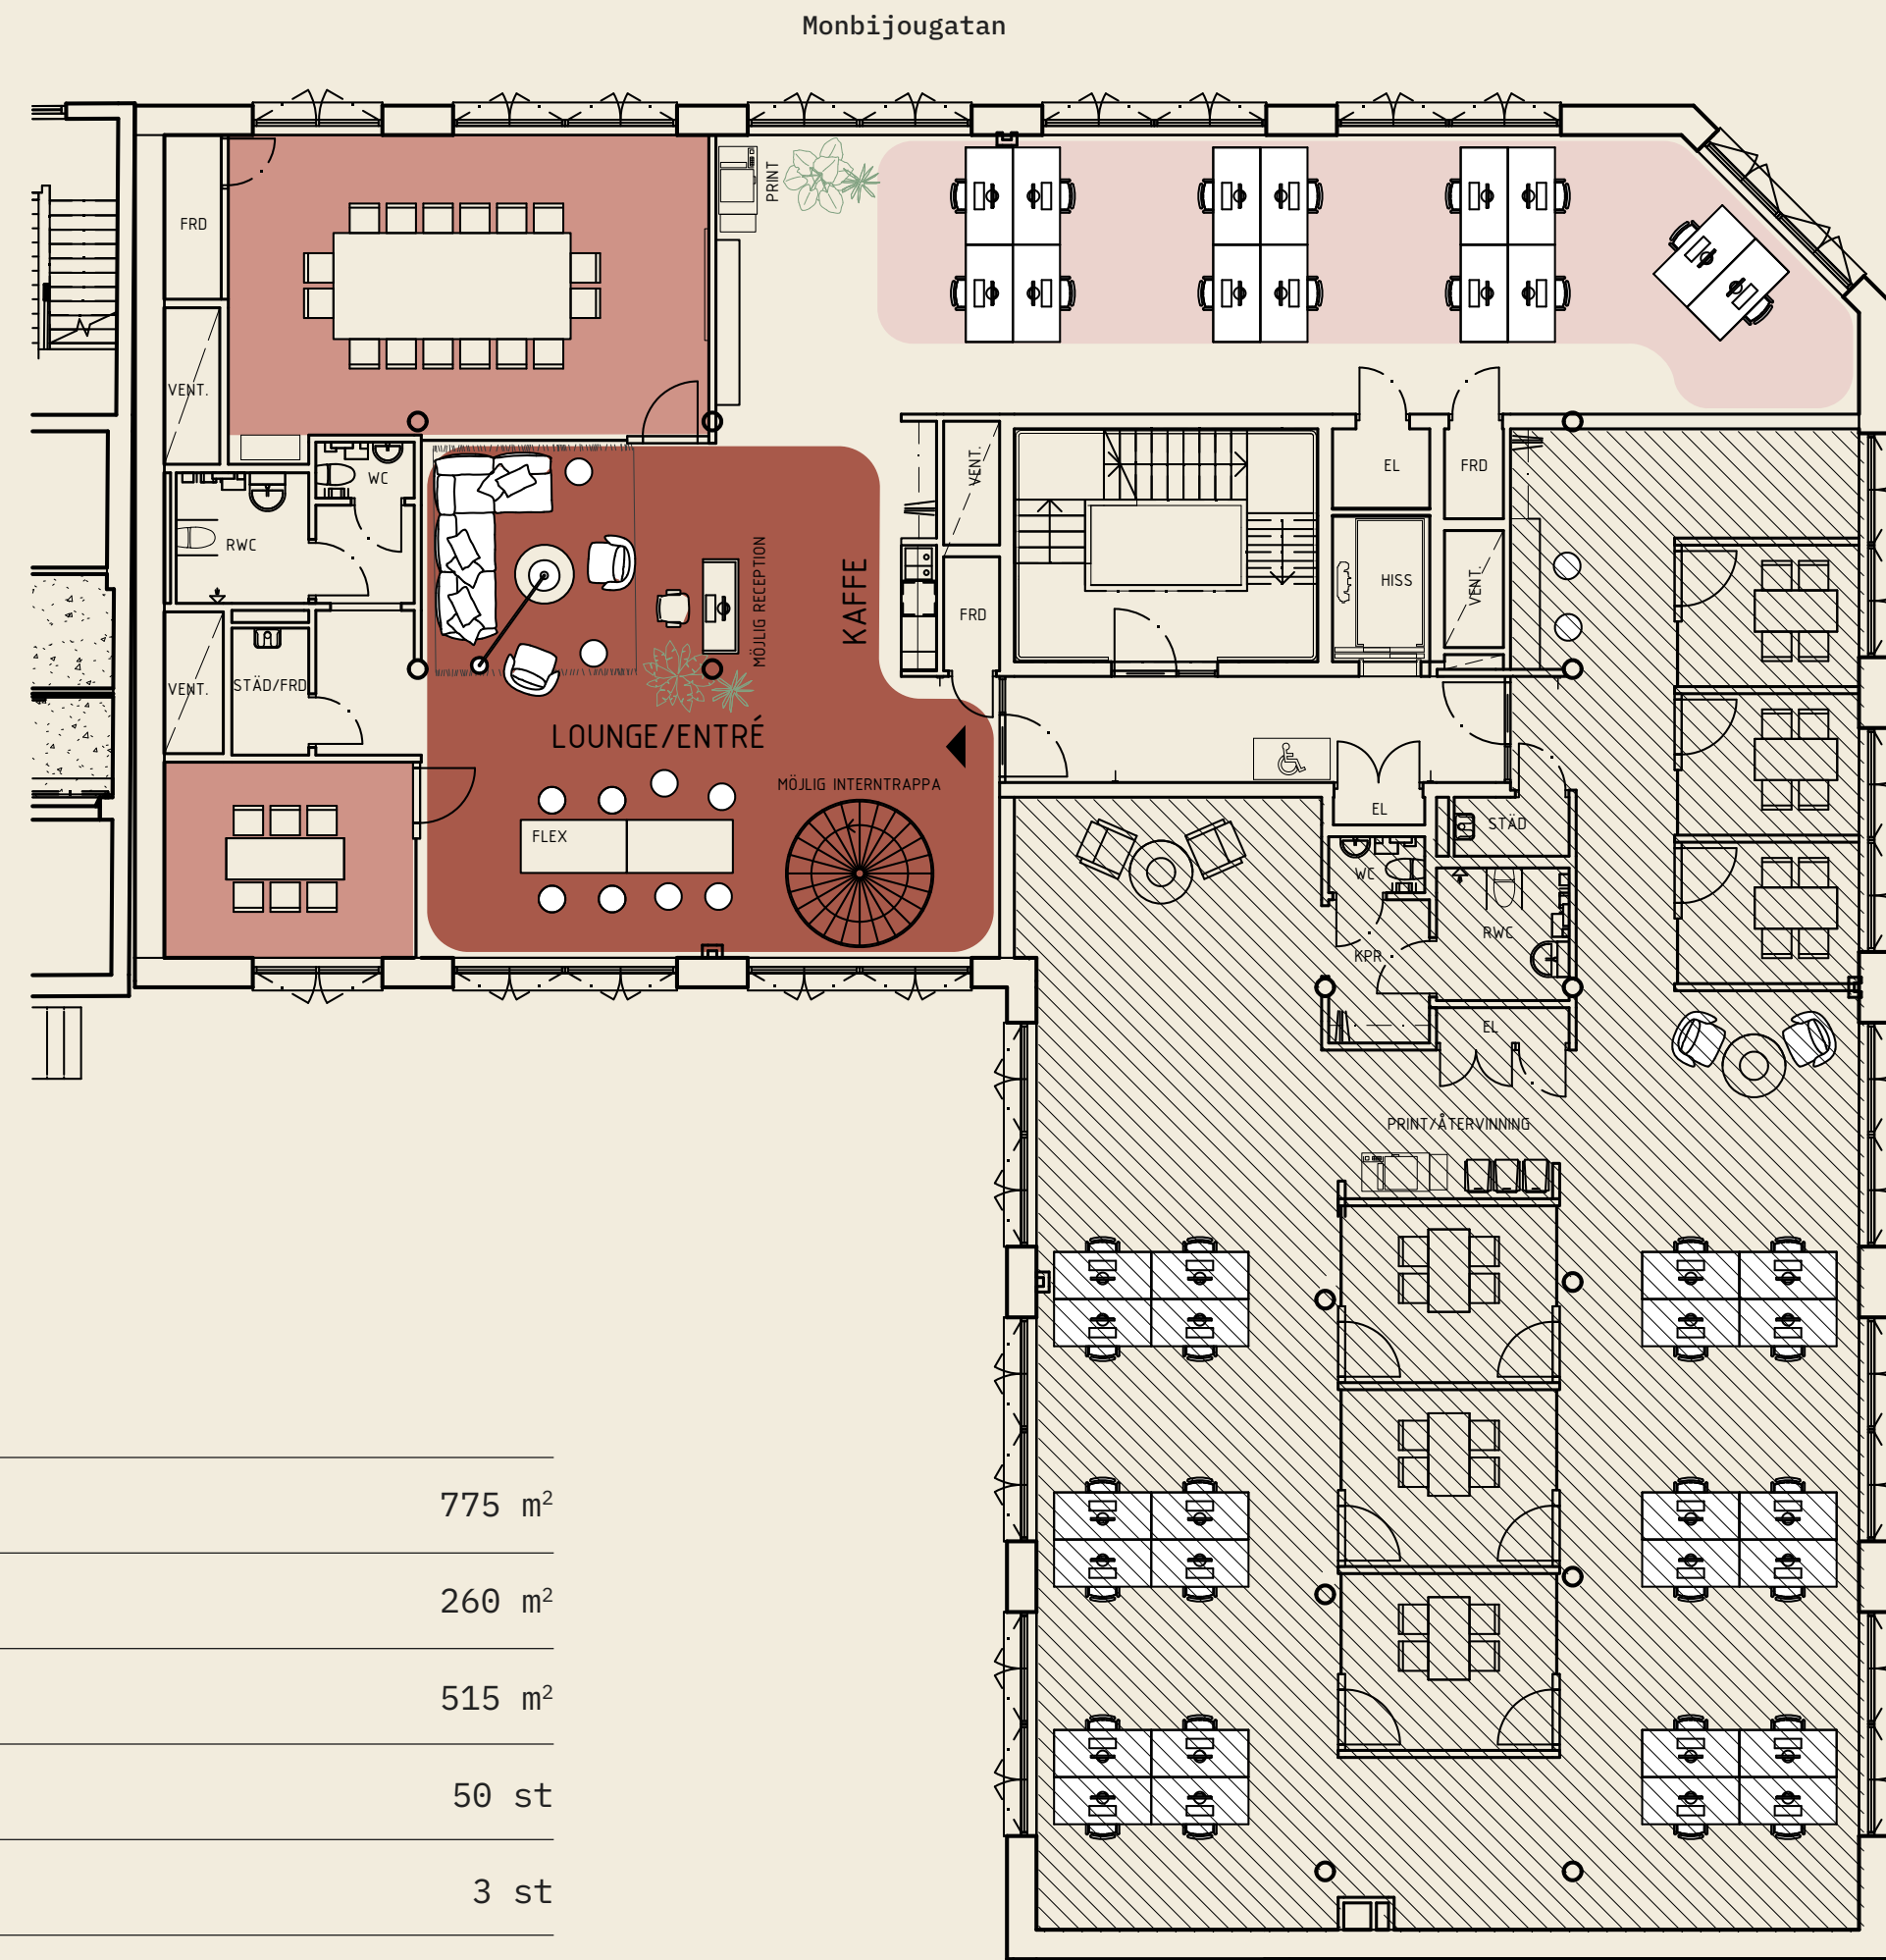 Monbijougatan
PRINT
FRD
VENT.
WC
RWC
VENT.
STÄD/FRD
MÖJLIG RECEPTION
KAFFE
LOUNGE/ENTRÉ
MÖJLIG INTERNTRAPPA
FLEX
VENT.
FRD
EL
FRD
HISS
VENT.
EL
STÄD
WC
RWC
KPR
EL
PRINT/ÅTERVINNING
775 m²
260 m²
515 m²
50 st
3 st